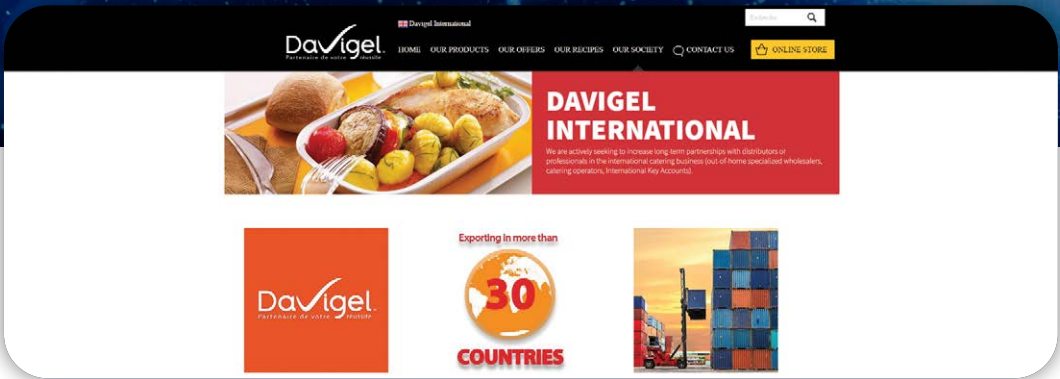 Davigel International
Rechercher
Davigel
Partenaire de votre réussite
HOME OUR PRODUCTS OUR OFFERS OUR RECIPES OUR SOCIETY CONTACT US ONLINE STORE
DAVIGEL
INTERNATIONAL
We are actively seeking to increase long-term partnerships with distributors or
professionals in the international catering business (out-of-home specialized wholesalers,
catering operators, International Key Accounts).
Davigel
Partenaire de votre réussite
Exporting in more than
30
COUNTRIES